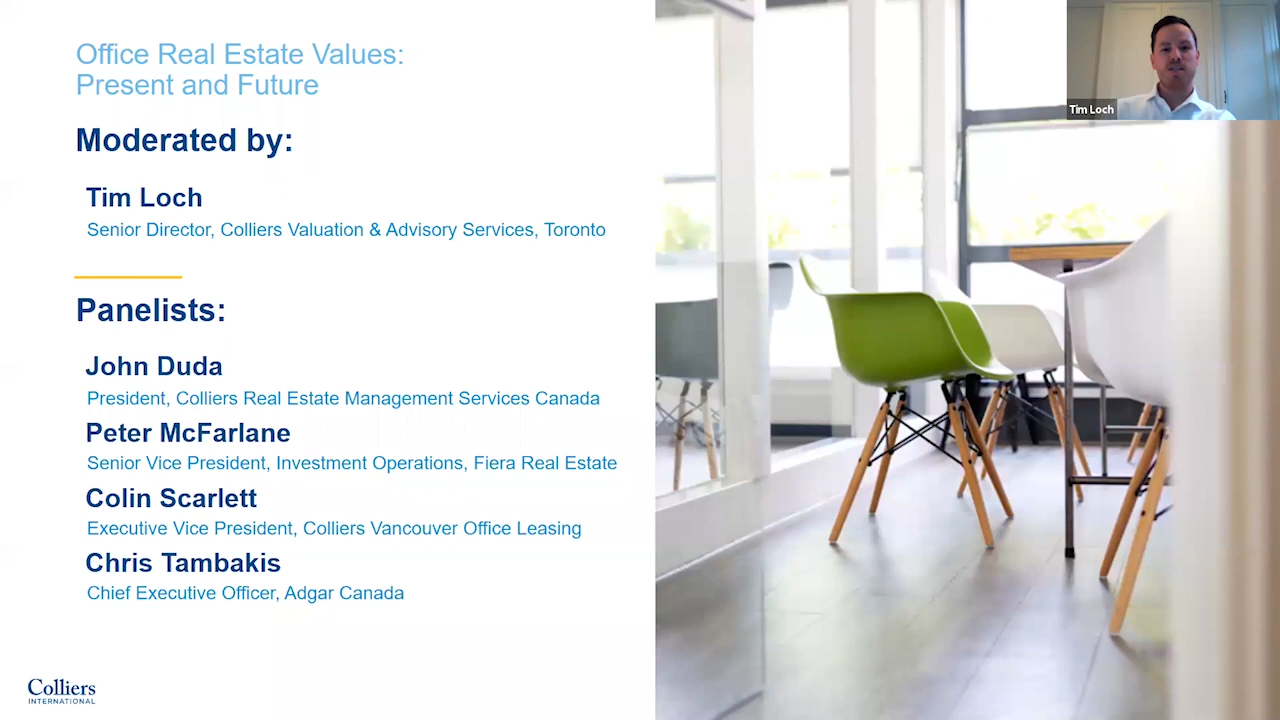 Office Real Estate Values:
Present and Future
Moderated by:
Tim Loch
Senior Director, Colliers Valuation & Advisory Services, Toronto
Panelists:
John Duda
President, Colliers Real Estate Management Services Canada
Peter McFarlane
Senior Vice President, Investment Operations, Fiera Real Estate
Colin Scarlett
Executive Vice President, Colliers Vancouver Office Leasing
Chris Tambakis
Chief Executive Officer, Adgar Canada
Colliers
INTERNATIONAL
Tim Loch